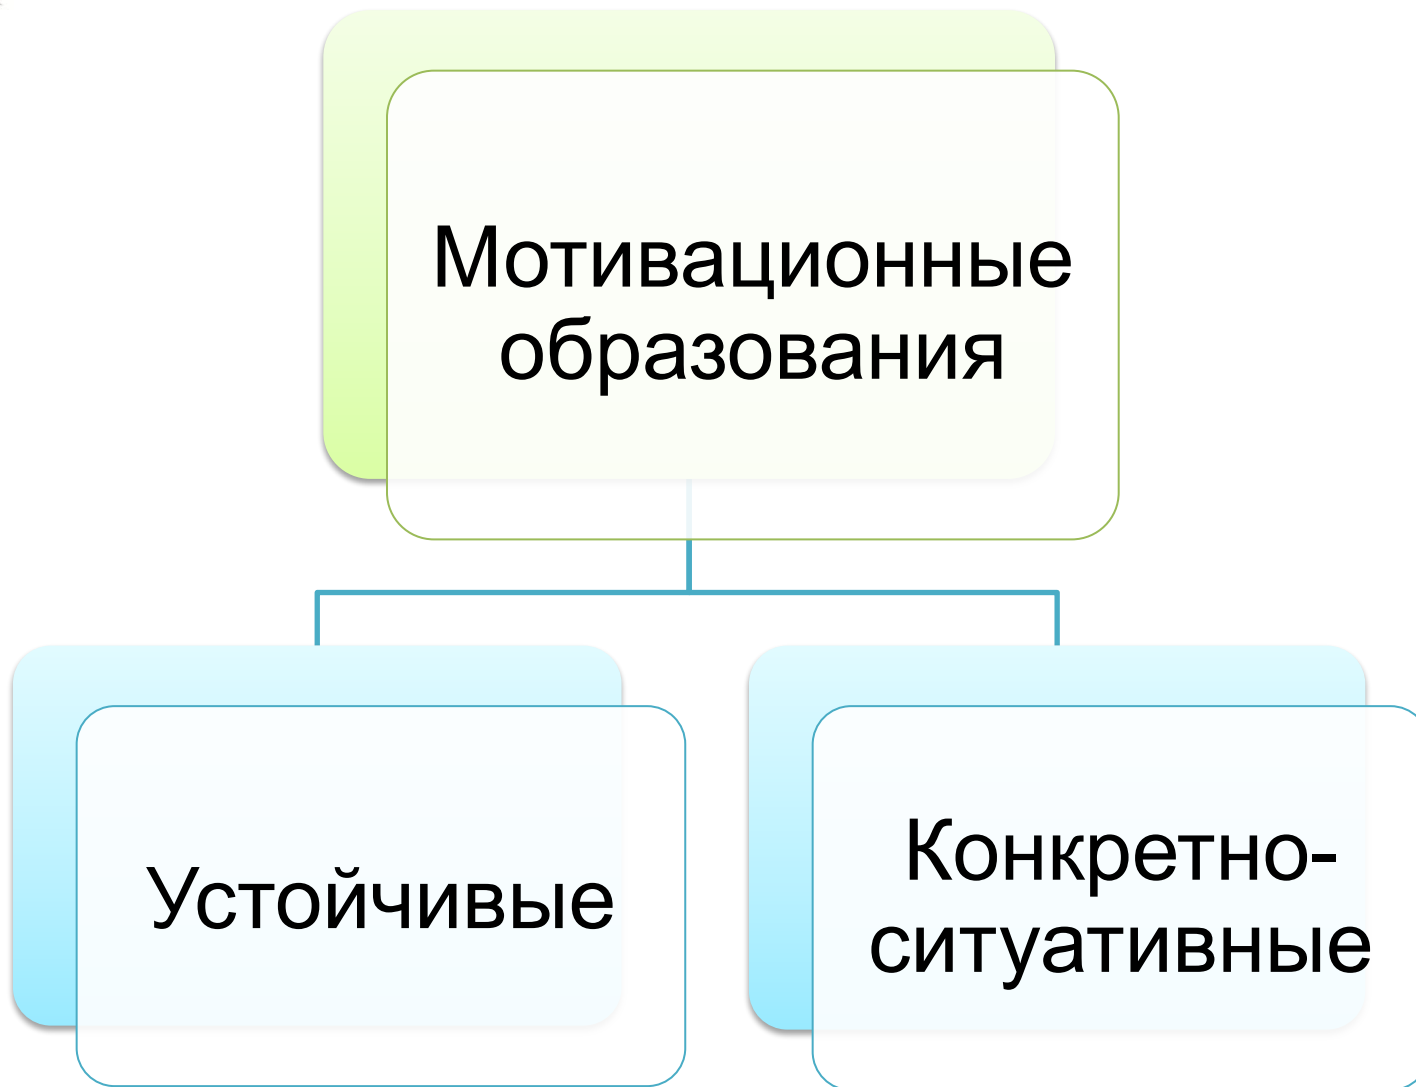 Мотивационные
образования
Устойчивые
Конкретно-
ситуативные